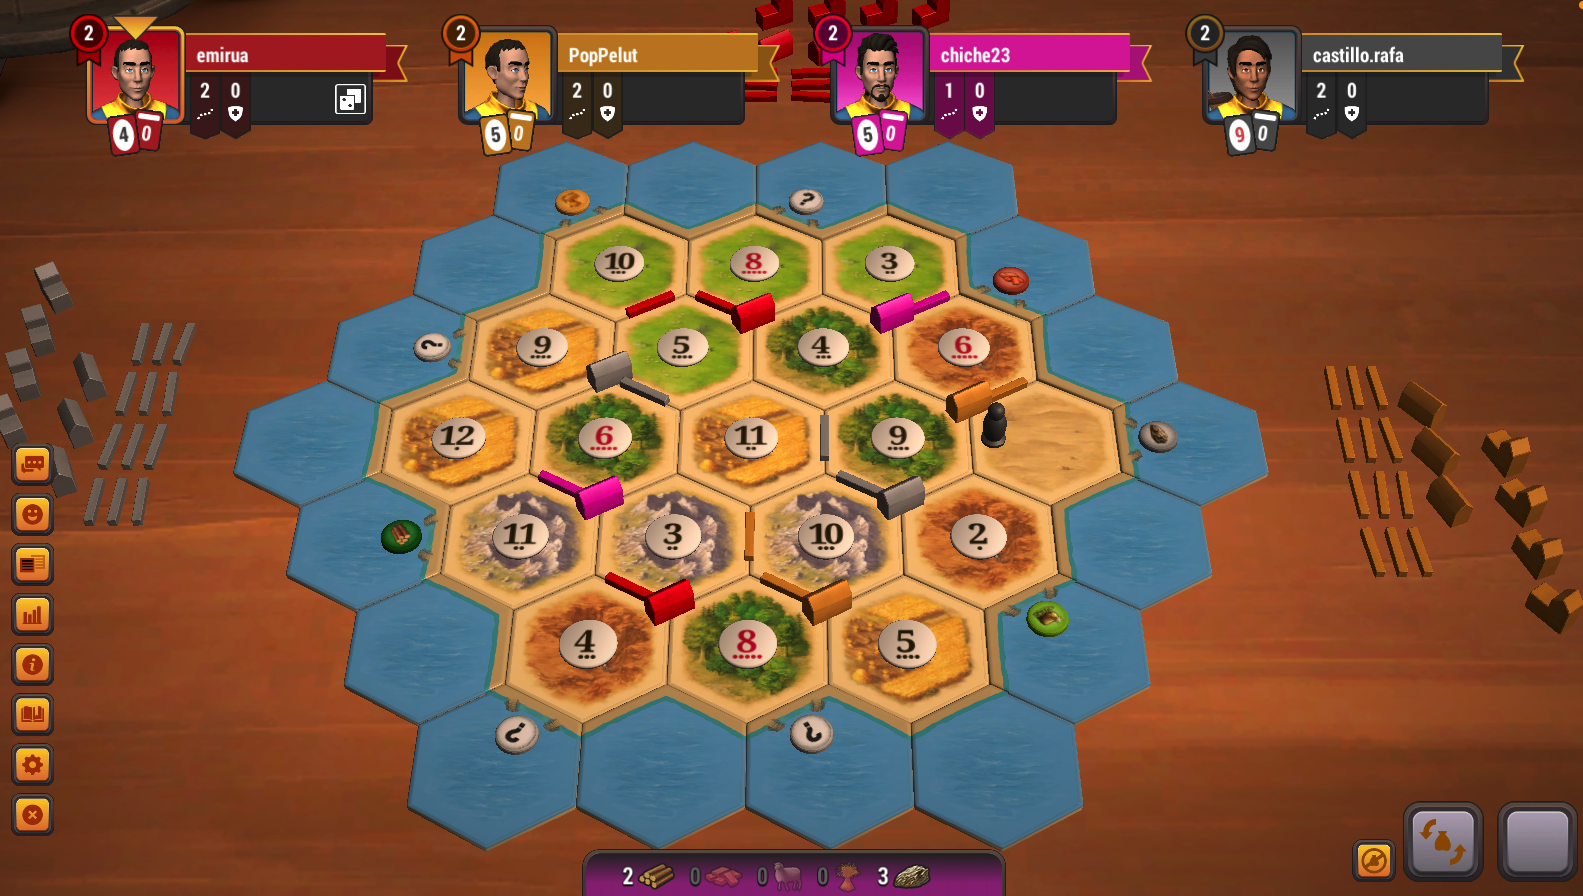 2 emirua 2 0 4 0
2 PopPelut 2 0 5 0
2 chiche23 1 0 5 0
2 castillo.rafa 2 0 9 0
?
10 8 3
?
9 5 4 6
12 6 11 9
11 3 10 2
4 8 5
? ?
2 0 0 0 3